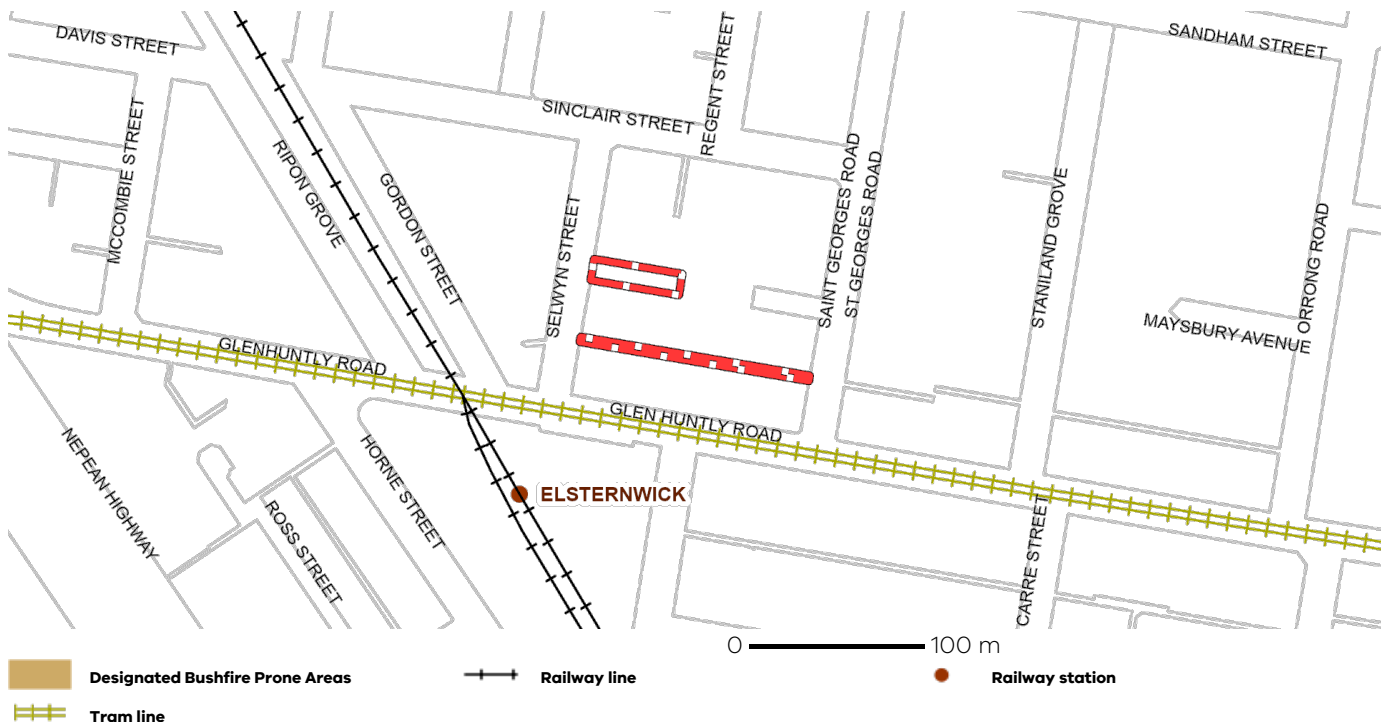 DAVIS STREET
SANDHAM STREET
REGENT STREET
SINCLAIR STREET
MCCOMBIE STREET
RIPON GROVE
GORDON STREET
SELWYN STREET
SAINT GEORGES ROAD
ST GEORGES ROAD
STANILAND GROVE
ORRONG ROAD
MAYSBURY AVENUE
GLENHUNTLY ROAD
GLEN HUNTLY ROAD
NEPEAN HIGHWAY
HORNE STREET
ROSS STREET
ELSTERNWICK
CARRE STREET
0 100 m
Designated Bushfire Prone Areas
Railway line
Railway station
Tram line